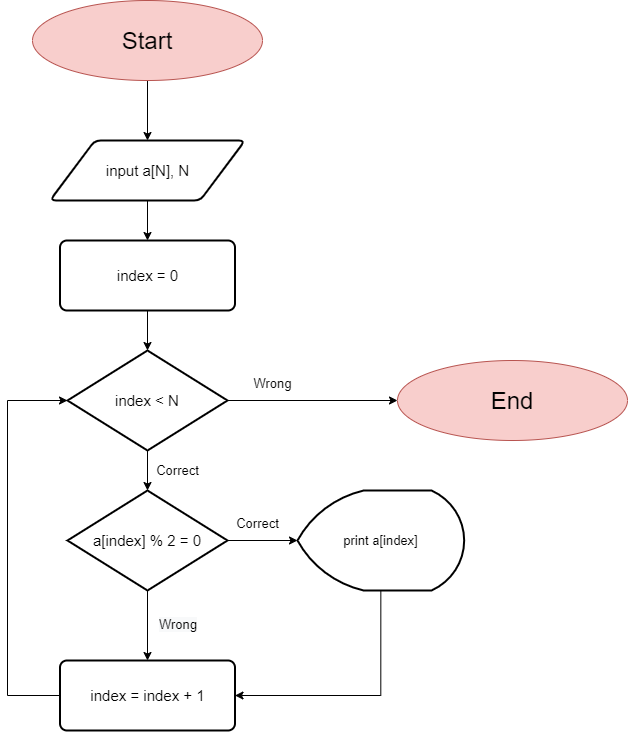 Start
input a[N], N
index = 0
index < N
Wrong
End
Correct
a[index] % 2 = 0
Correct
print a[index]
Wrong
index = index + 1